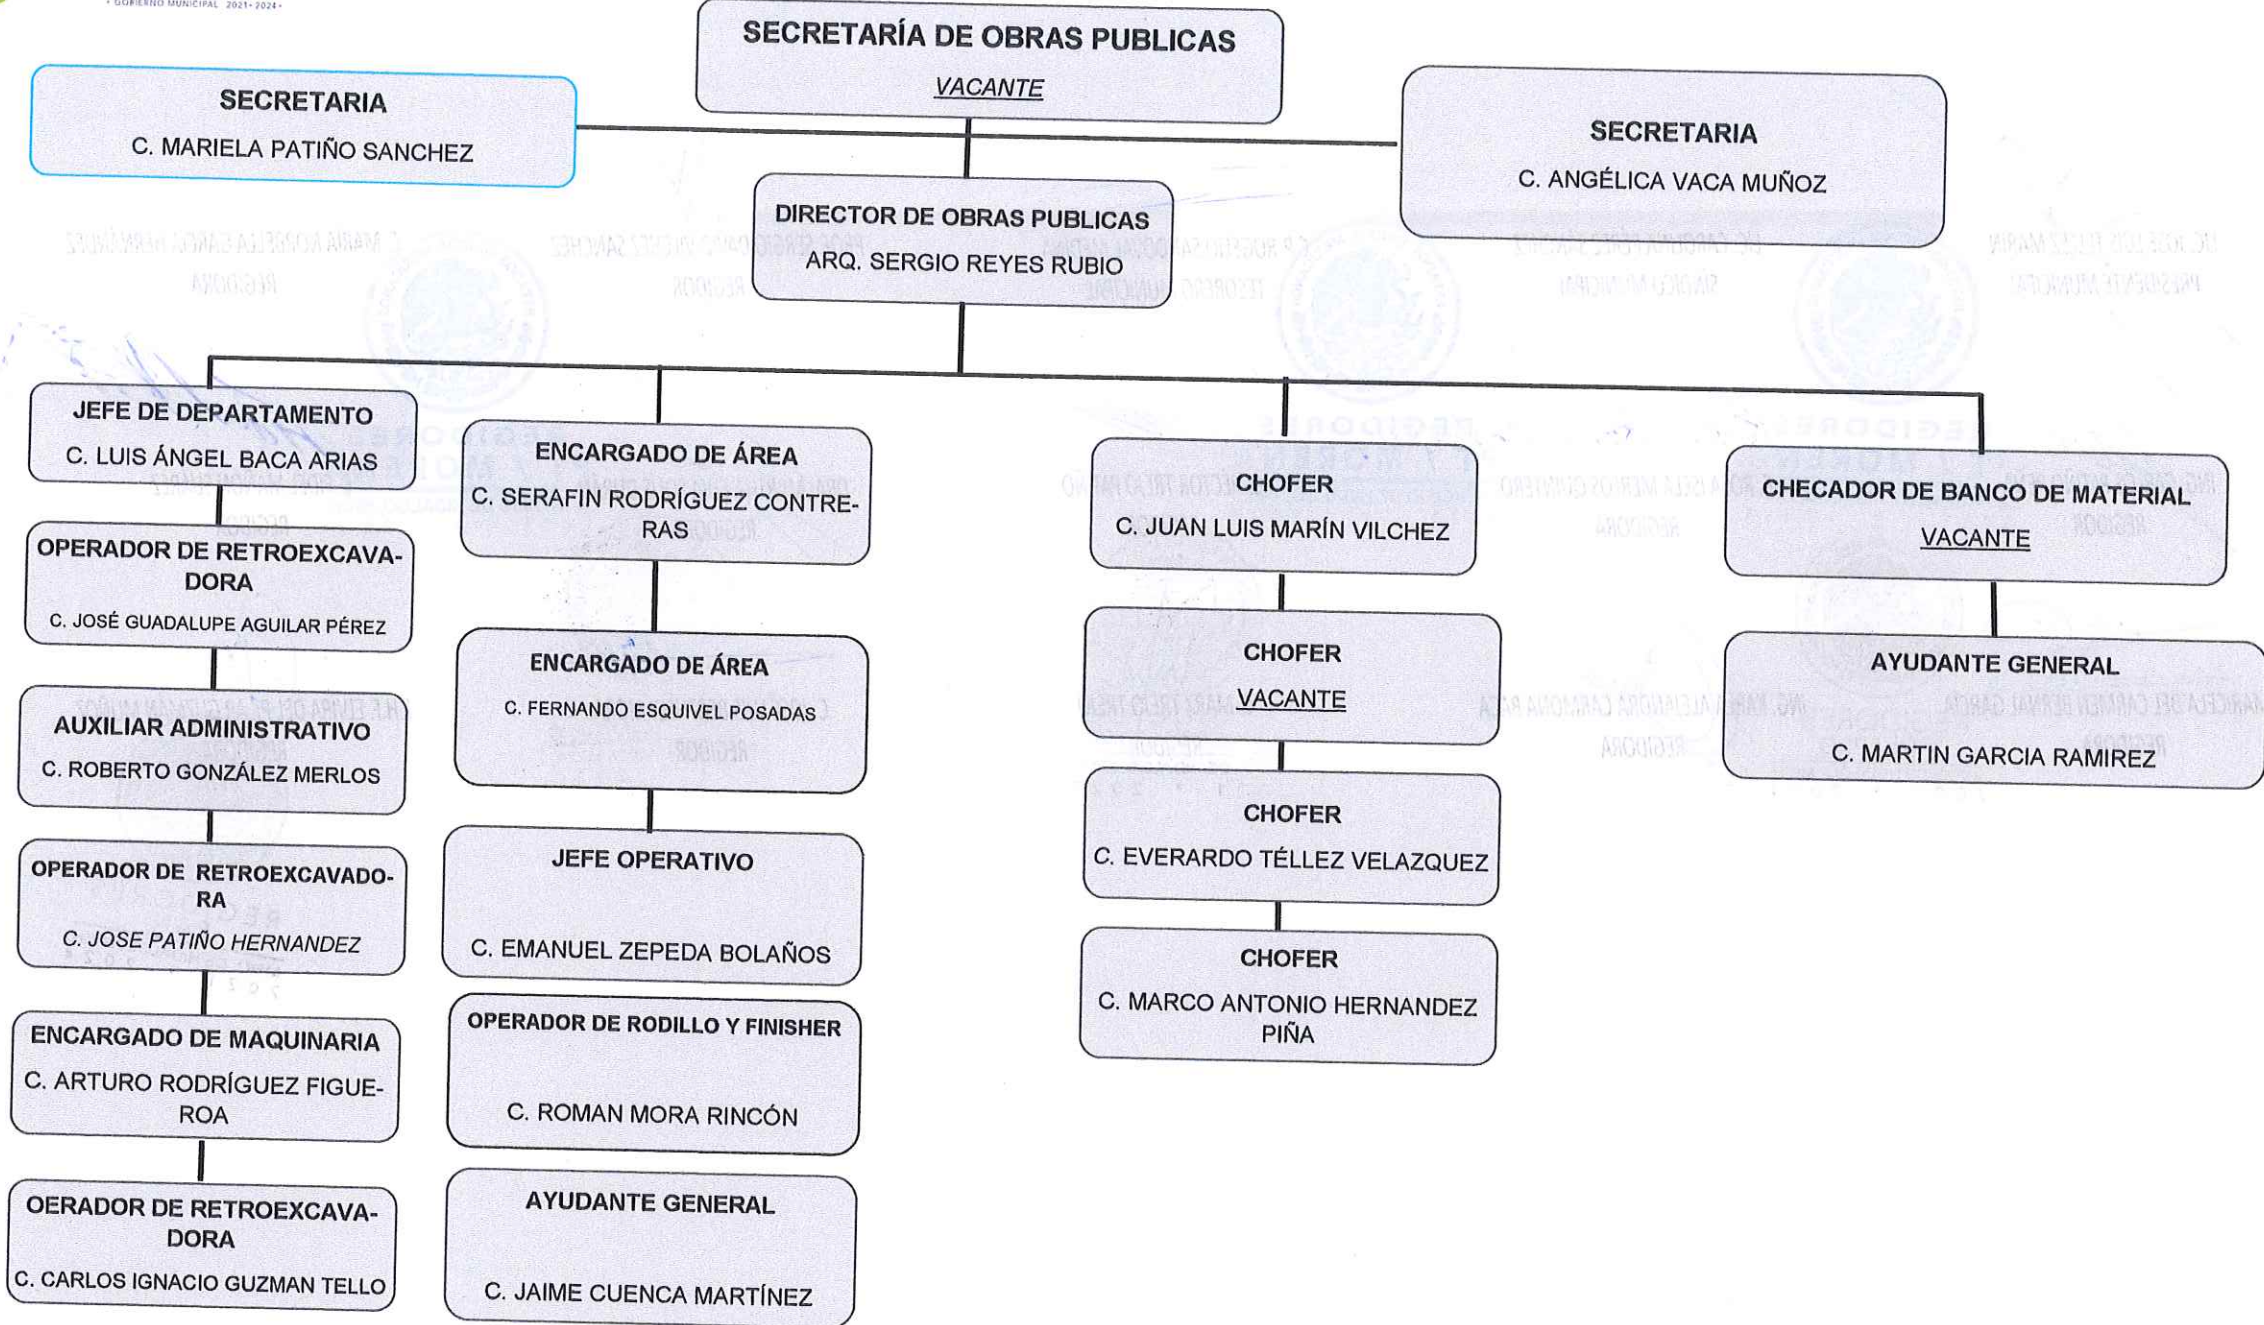 • GOBIERNO MUNICIPAL 2021-2024 •
SECRETARÍA DE OBRAS PUBLICAS
VACANTE
SECRETARIA
C. MARIELA PATIÑO SANCHEZ
SECRETARIA
C. ANGÉLICA VACA MUÑOZ
DIRECTOR DE OBRAS PUBLICAS
ARQ. SERGIO REYES RUBIO
JEFE DE DEPARTAMENTO
C. LUIS ÁNGEL BACA ARIAS
OPERADOR DE RETROEXCAVA-
DORA
C. JOSÉ GUADALUPE AGUILAR PÉREZ
AUXILIAR ADMINISTRATIVO
C. ROBERTO GONZÁLEZ MERLOS
OPERADOR DE RETROEXCAVADO-
RA
C. JOSE PATIÑO HERNANDEZ
ENCARGADO DE MAQUINARIA
C. ARTURO RODRÍGUEZ FIGUE-
ROA
OERADOR DE RETROEXCAVA-
DORA
C. CARLOS IGNACIO GUZMAN TELLO
ENCARGADO DE ÁREA
C. SERAFIN RODRÍGUEZ CONTRE-
RAS
ENCARGADO DE ÁREA
C. FERNANDO ESQUIVEL POSADAS
JEFE OPERATIVO
C. EMANUEL ZEPEDA BOLAÑOS
OPERADOR DE RODILLO Y FINISHER
C. ROMAN MORA RINCÓN
AYUDANTE GENERAL
C. JAIME CUENCA MARTÍNEZ
CHOFER
C. JUAN LUIS MARÍN VILCHEZ
CHOFER
VACANTE
CHOFER
C. EVERARDO TÉLLEZ VELAZQUEZ
CHOFER
C. MARCO ANTONIO HERNANDEZ
PIÑA
CHECADOR DE BANCO DE MATERIAL
VACANTE
AYUDANTE GENERAL
C. MARTIN GARCIA RAMIREZ